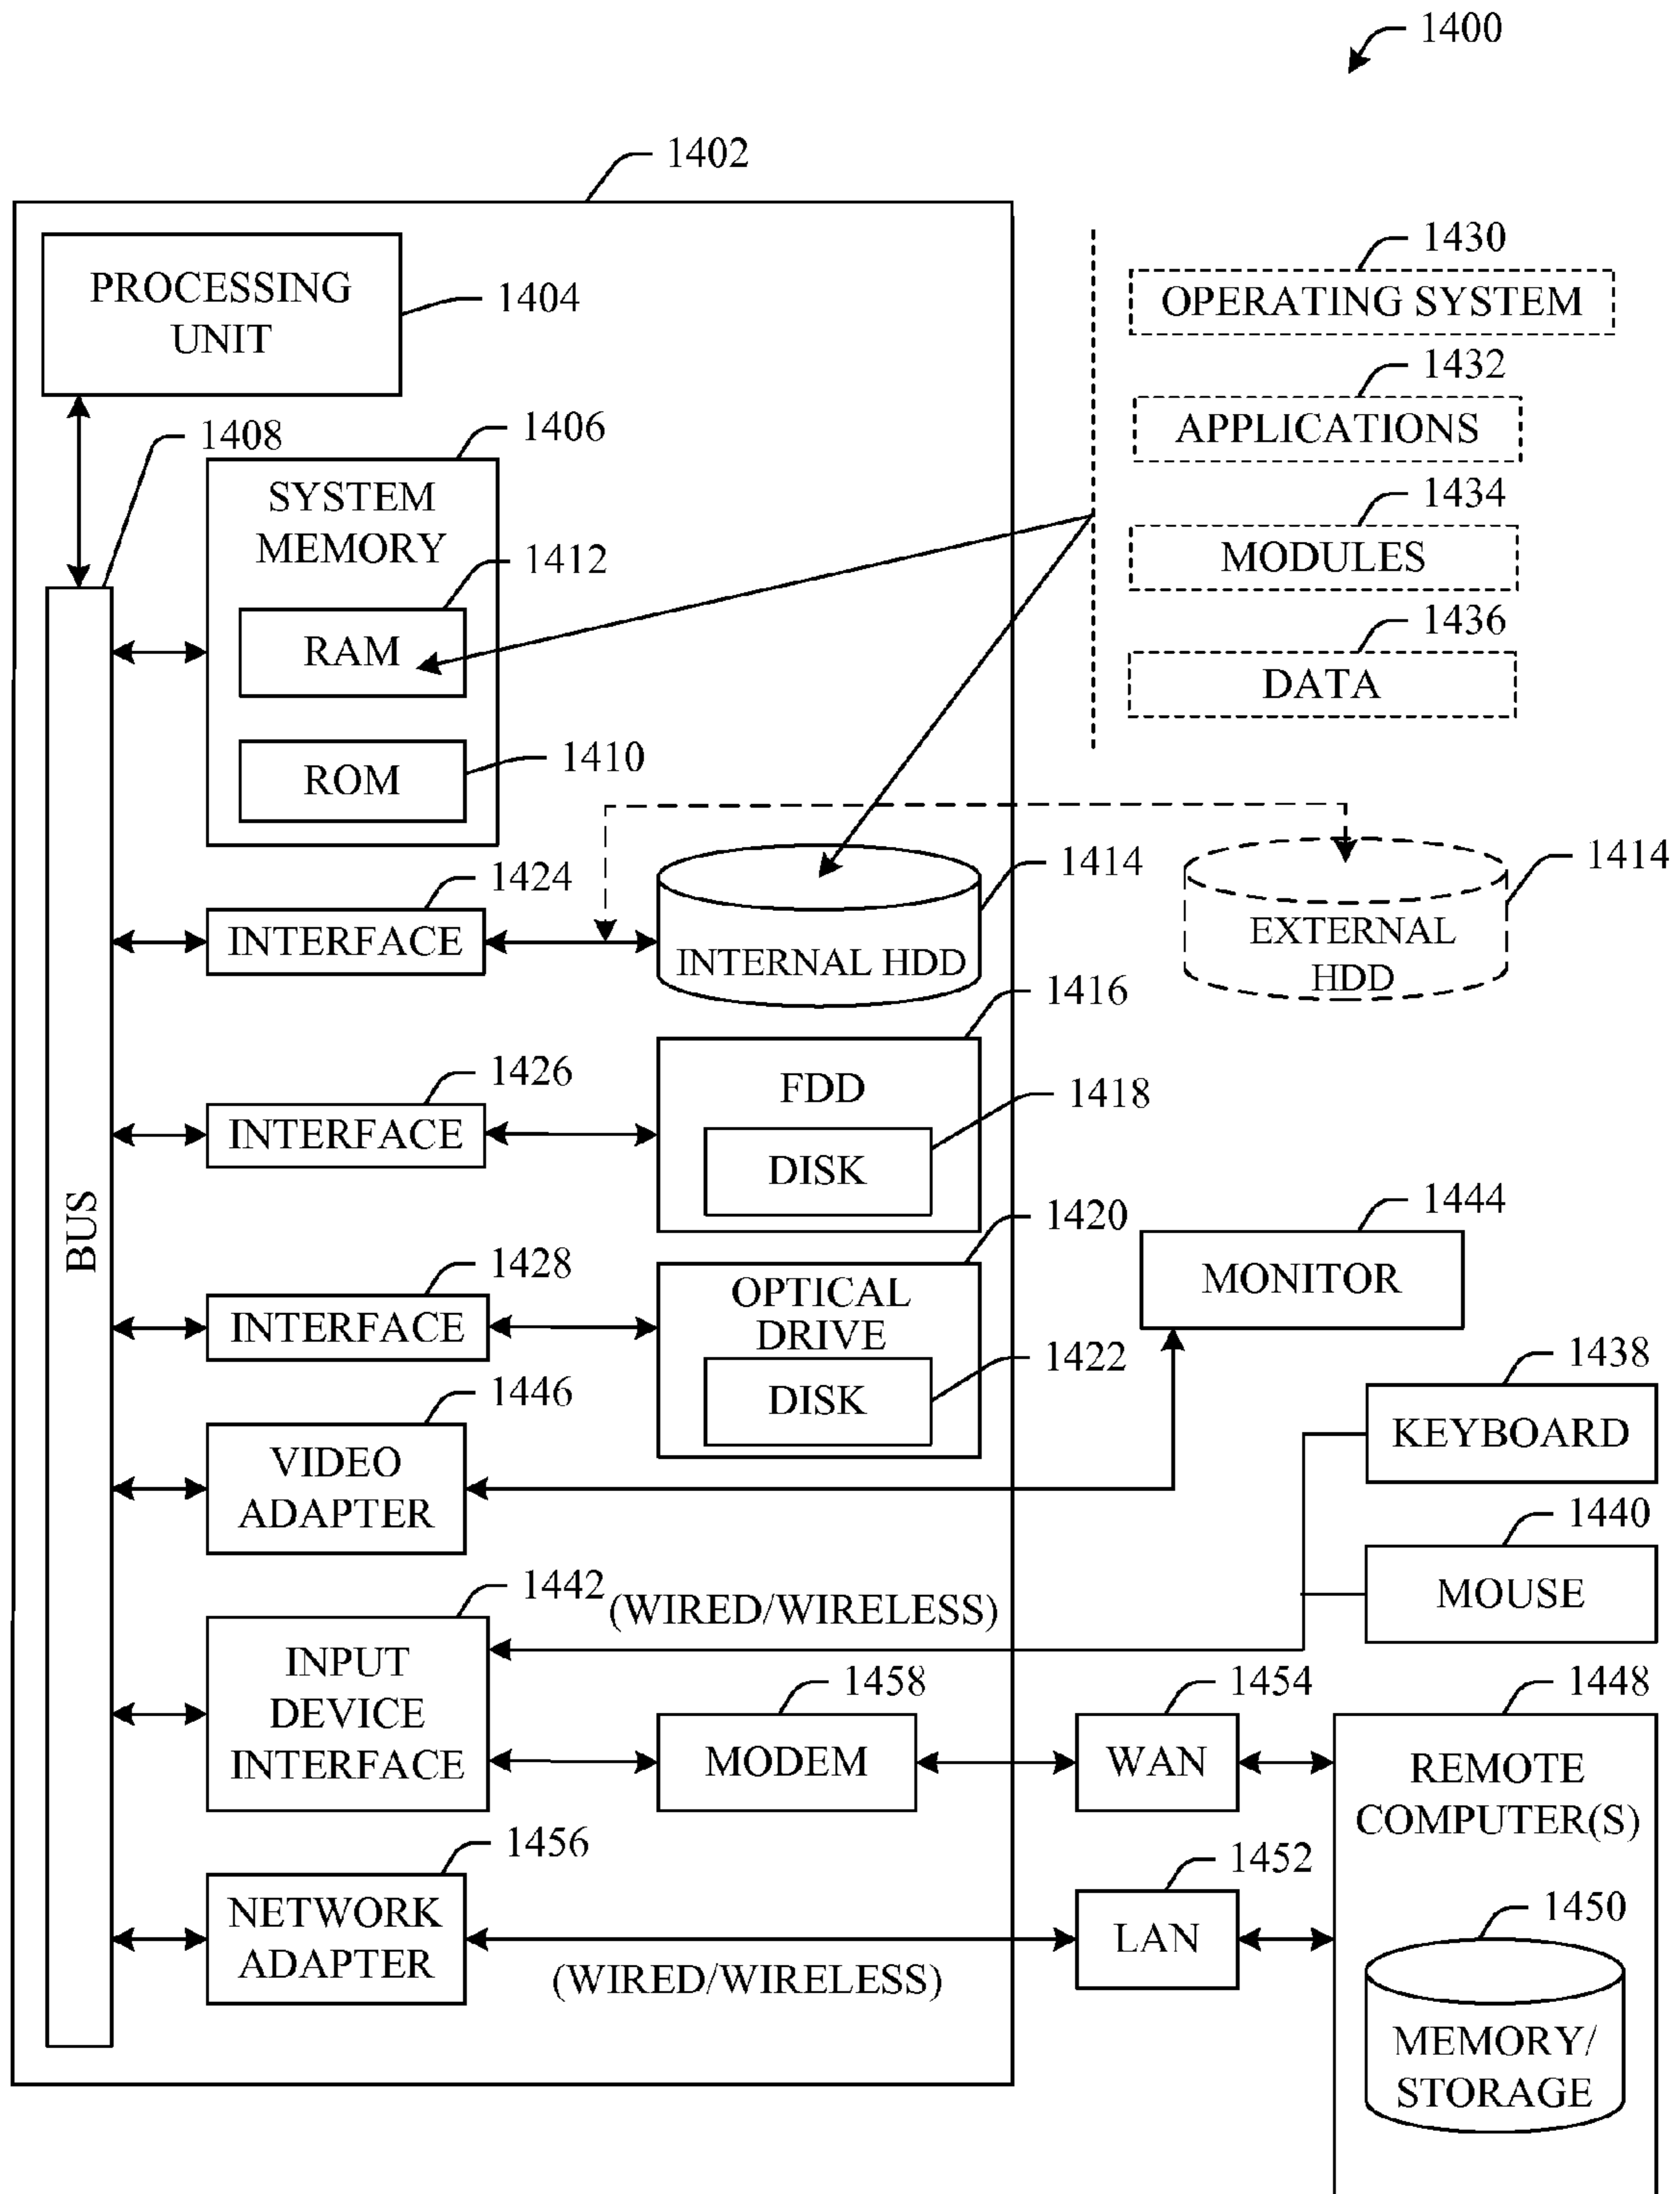 1400
1402
PROCESSING
UNIT
1404
1430
OPERATING SYSTEM
1432
APPLICATIONS
1434
MODULES
1436
DATA
1408
1406
SYSTEM
MEMORY
1412
RAM
1410
ROM
1424
INTERFACE
1414
INTERNAL HDD
1414
EXTERNAL
HDD
1416
FDD
1426
INTERFACE
1418
DISK
BUS
1420
OPTICAL
DRIVE
1428
INTERFACE
1422
DISK
1444
MONITOR
1446
VIDEO
ADAPTER
1438
KEYBOARD
1440
MOUSE
1442
(WIRED/WIRELESS)
INPUT
DEVICE
INTERFACE
1458
MODEM
1454
WAN
1448
REMOTE
COMPUTER(S)
1456
NETWORK
ADAPTER
(WIRED/WIRELESS)
1452
LAN
1450
MEMORY/
STORAGE